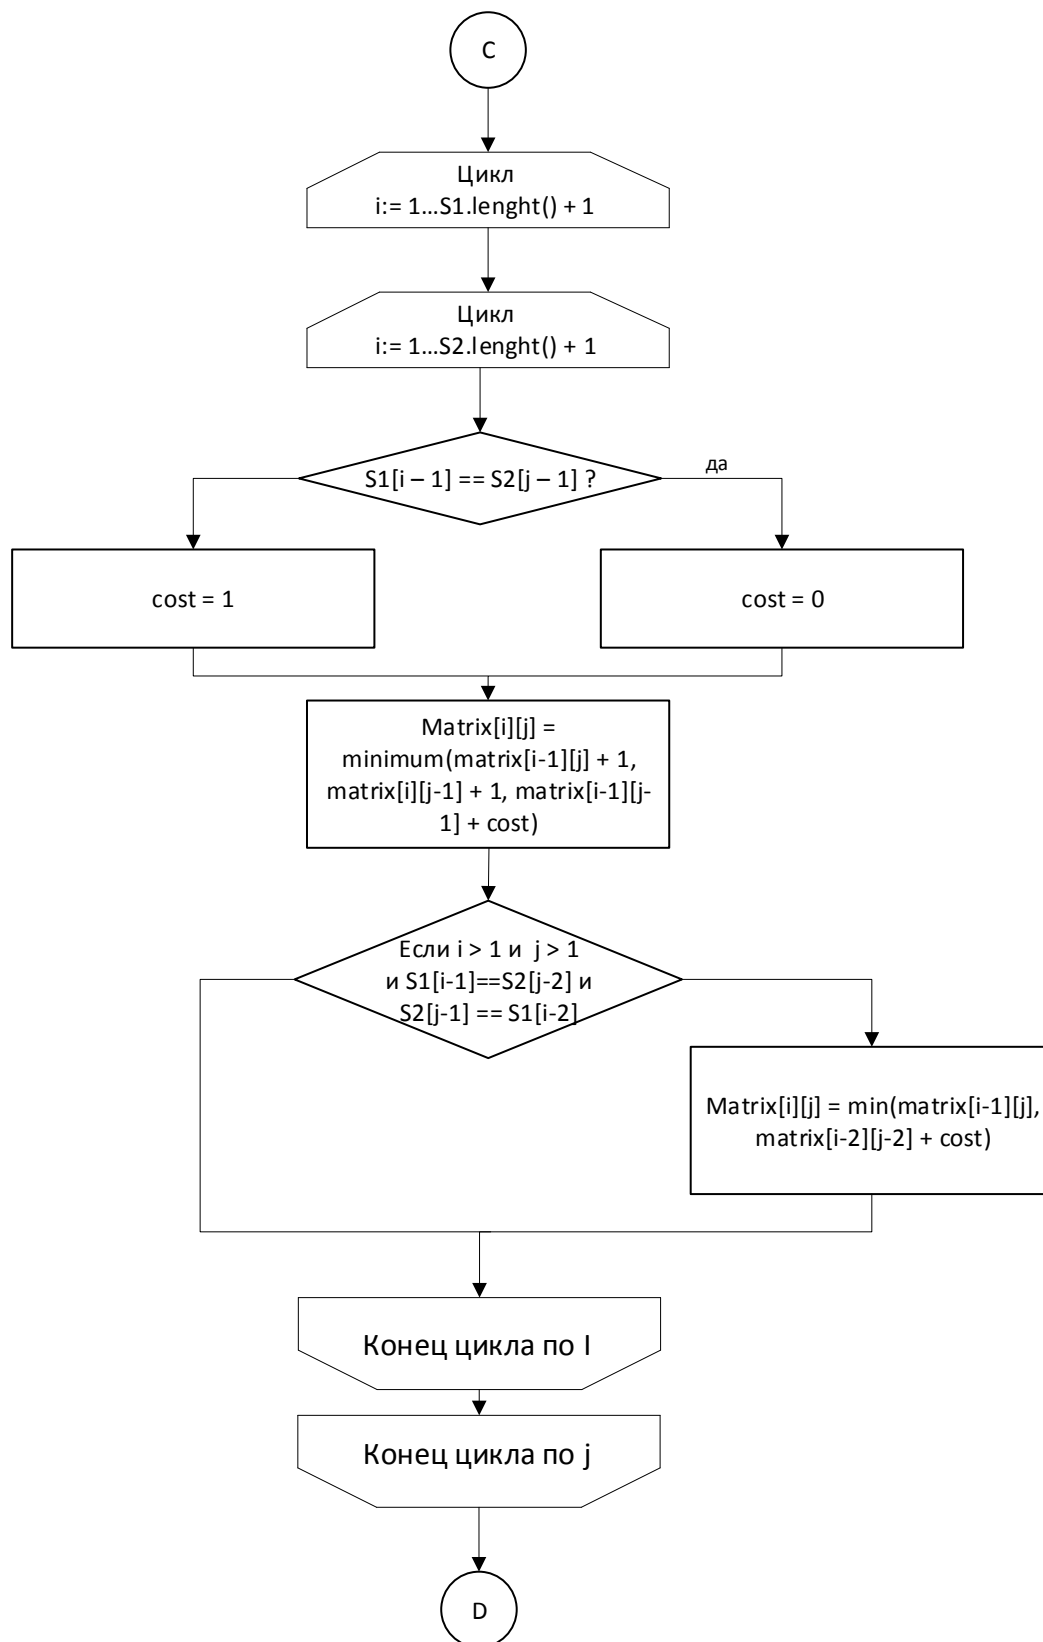 C
Цикл
i:= 1...S1.lenght() + 1
Цикл
i:= 1...S2.lenght() + 1
S1[i – 1] == S2[j – 1] ?
да
cost = 1
cost = 0
Matrix[i][j] =
minimum(matrix[i-1][j] + 1,
matrix[i][j-1] + 1, matrix[i-1][j-
1] + cost)
Если i > 1 и j > 1
и S1[i-1]==S2[j-2] и
S2[j-1] == S1[i-2]
Matrix[i][j] = min(matrix[i-1][j],
matrix[i-2][j-2] + cost)
Конец цикла по I
Конец цикла по j
D